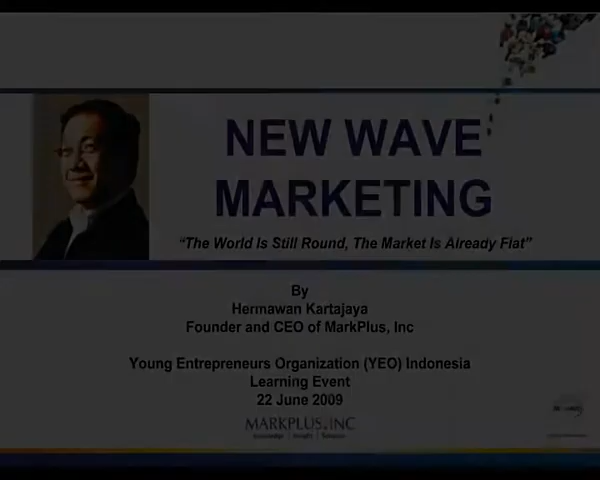 NEW WAVE
MARKETING
“The World Is Still Round, The Market Is Already Flat”
By
Hermawan Kartajaya
Founder and CEO of MarkPlus, Inc
Young Entrepreneurs Organization (YEO) Indonesia
Learning Event
22 June 2009
MARKPLUS, INC